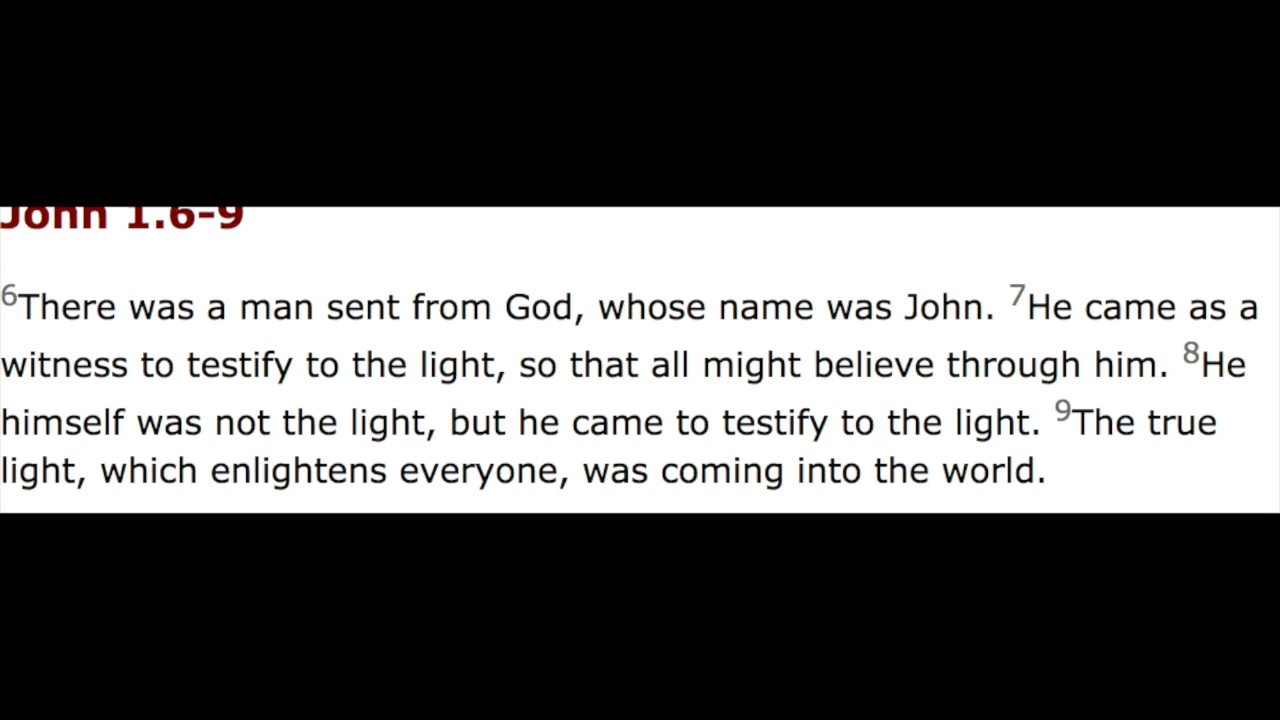 John 1.6-9
6There was a man sent from God, whose name was John. 7He came as a
witness to testify to the light, so that all might believe through him. 8He
himself was not the light, but he came to testify to the light. 9The true
light, which enlightens everyone, was coming into the world.